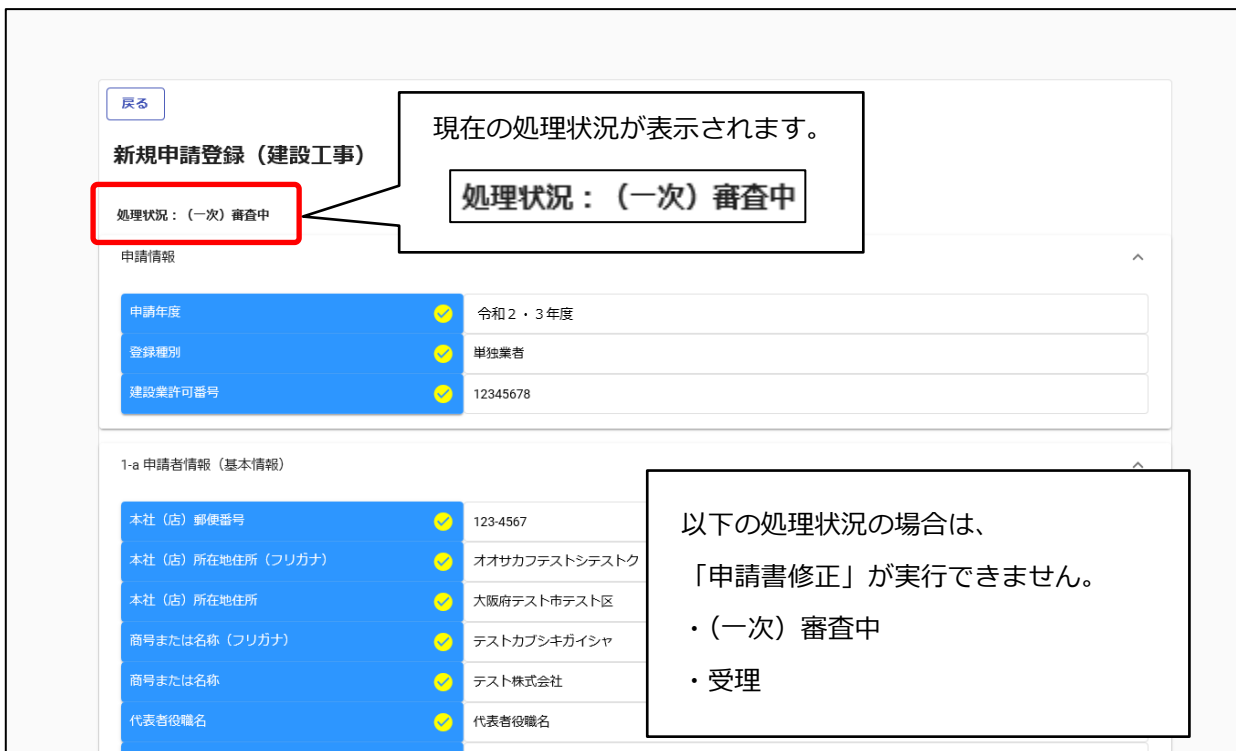 戻る
新規申請登録（建設工事）
処理状況：（一次）審査中
現在の処理状況が表示されます。
処理状況：（一次）審査中
申請情報
申請年度
令和２・３年度
登録種別
単独業者
建設業許可番号
12345678
1-a 申請者情報（基本情報）
本社（店）郵便番号
123-4567
本社（店）所在地住所（フリガナ）
オオサカフテストシテストク
本社（店）所在地住所
大阪府テスト市テスト区
商号または名称（フリガナ）
テストカブシキガイシャ
商号または名称
テスト株式会社
代表者役職名
代表者役職名
以下の処理状況の場合は、
「申請書修正」が実行できません。
・（一次）審査中
・受理